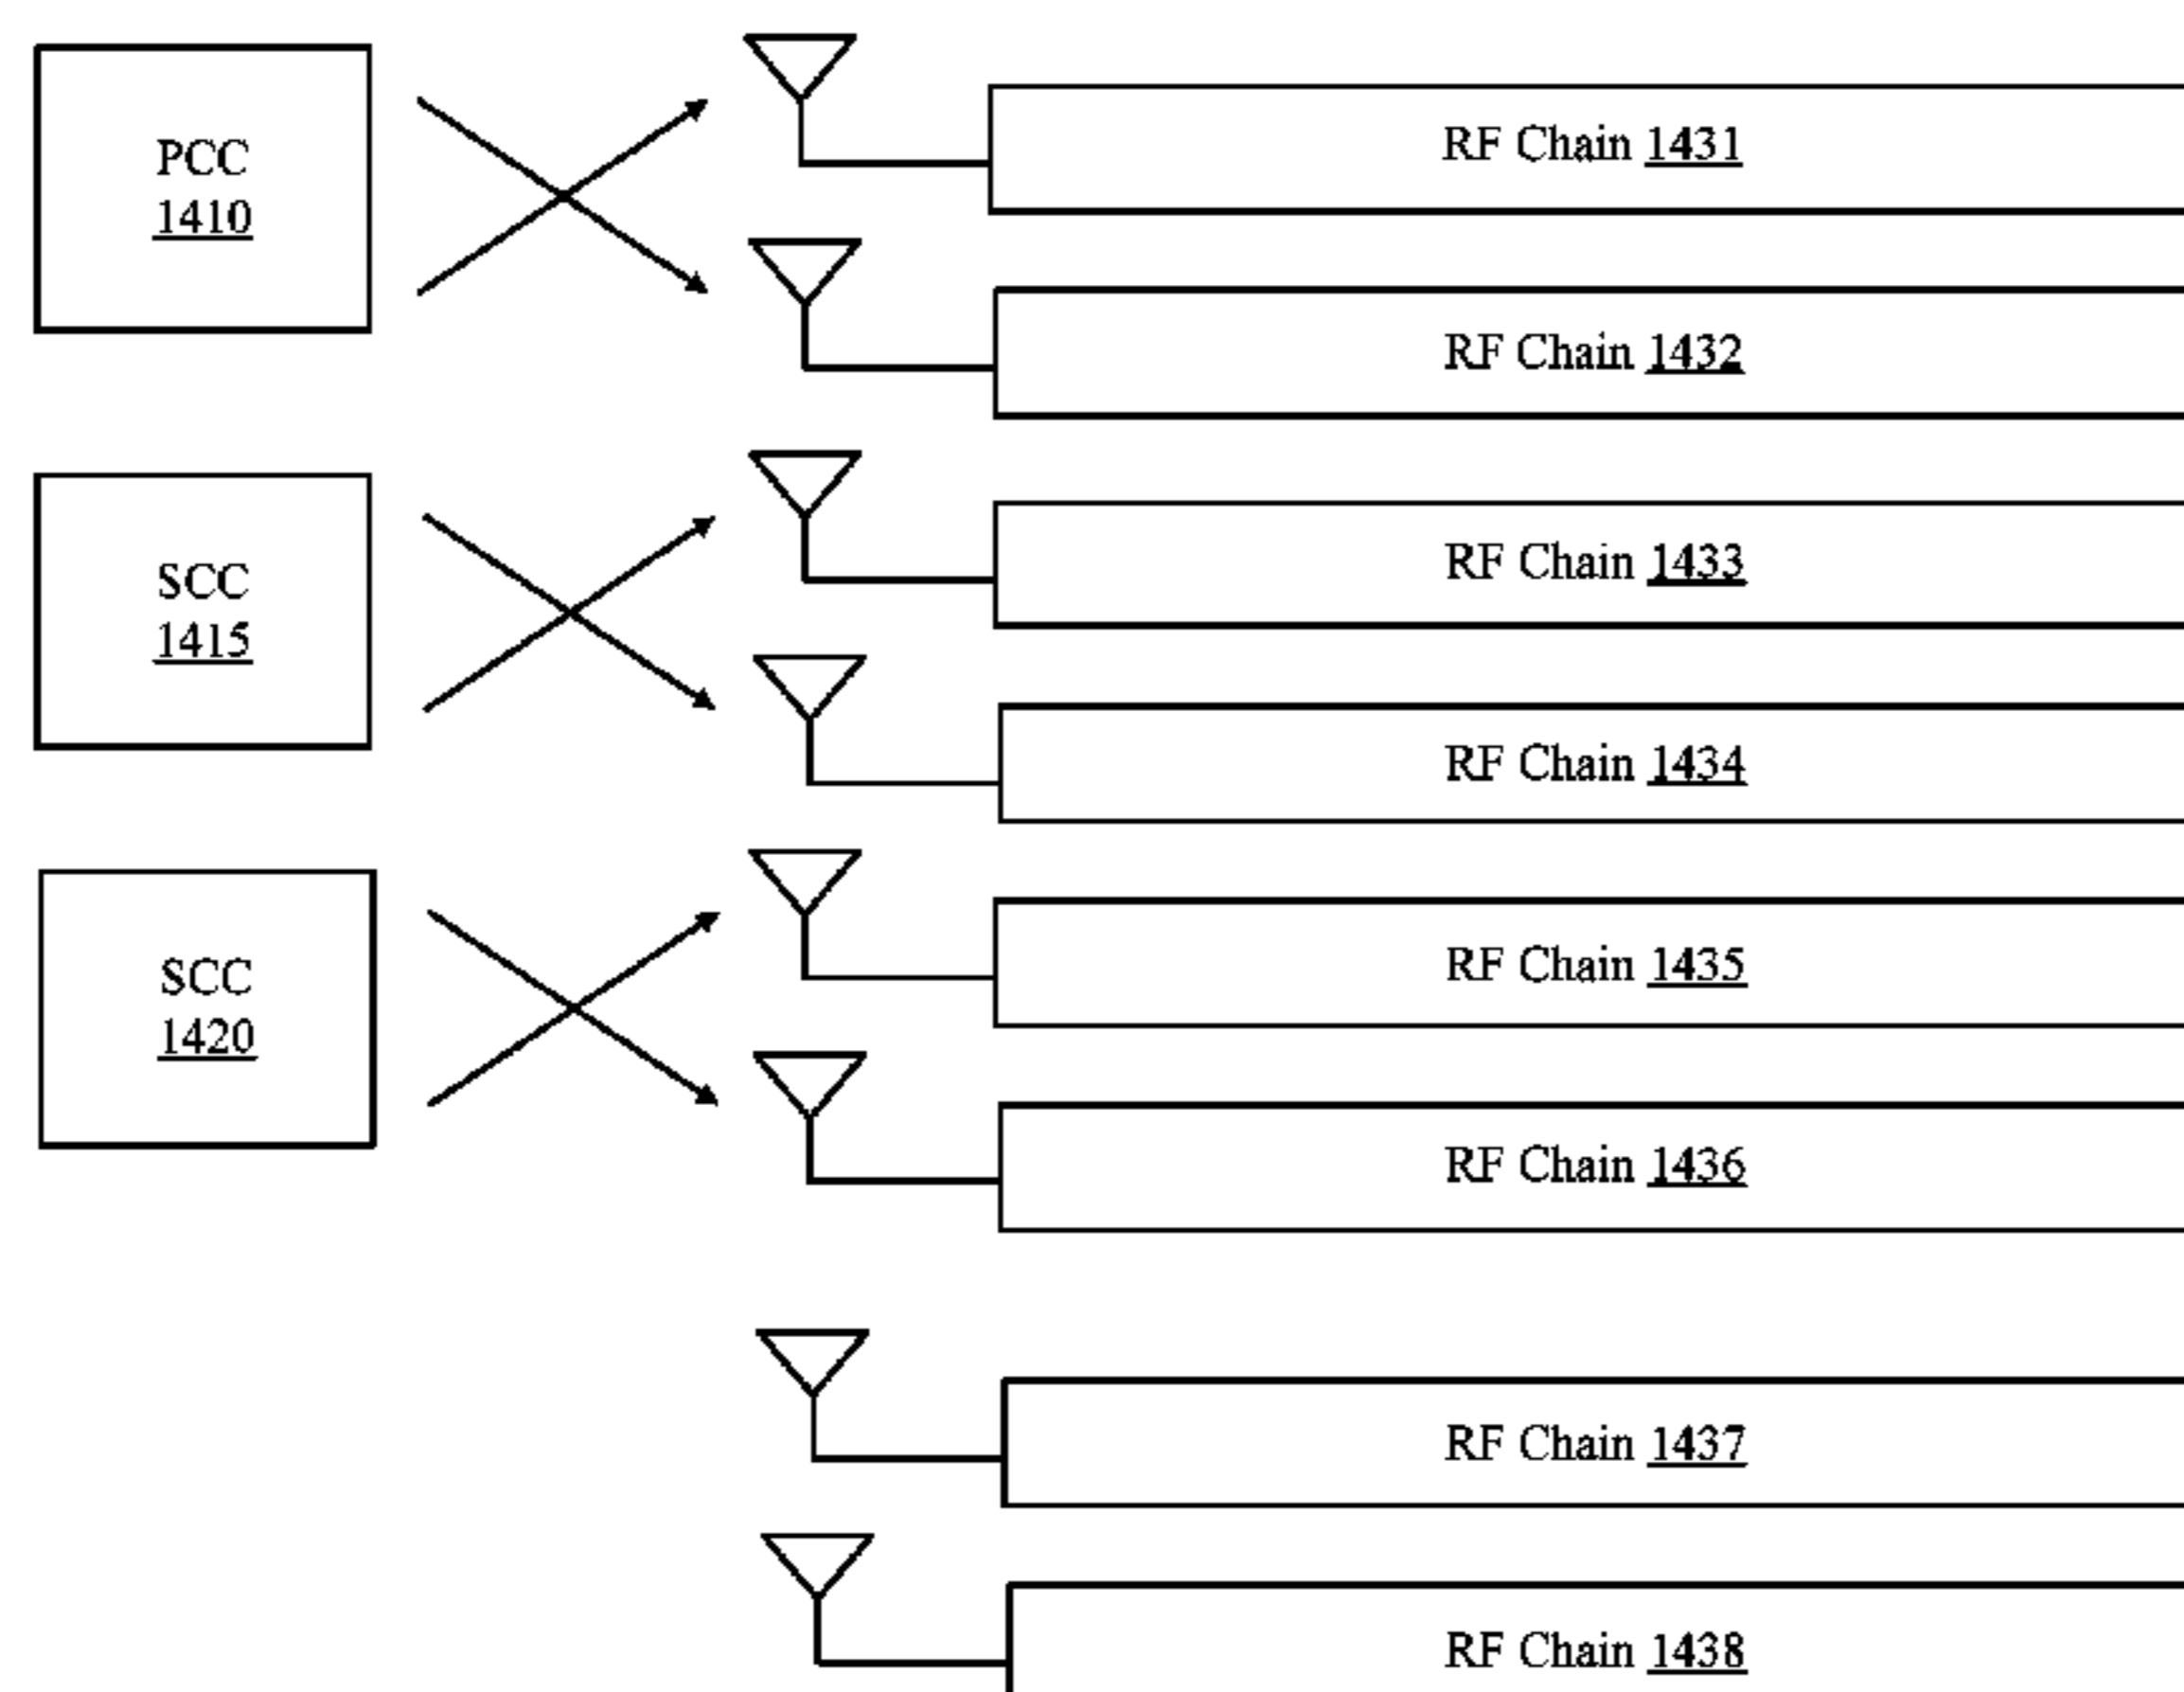 PCC
1410
RF Chain 1431
RF Chain 1432
SCC
1415
RF Chain 1433
RF Chain 1434
SCC
1420
RF Chain 1435
RF Chain 1436
RF Chain 1437
RF Chain 1438